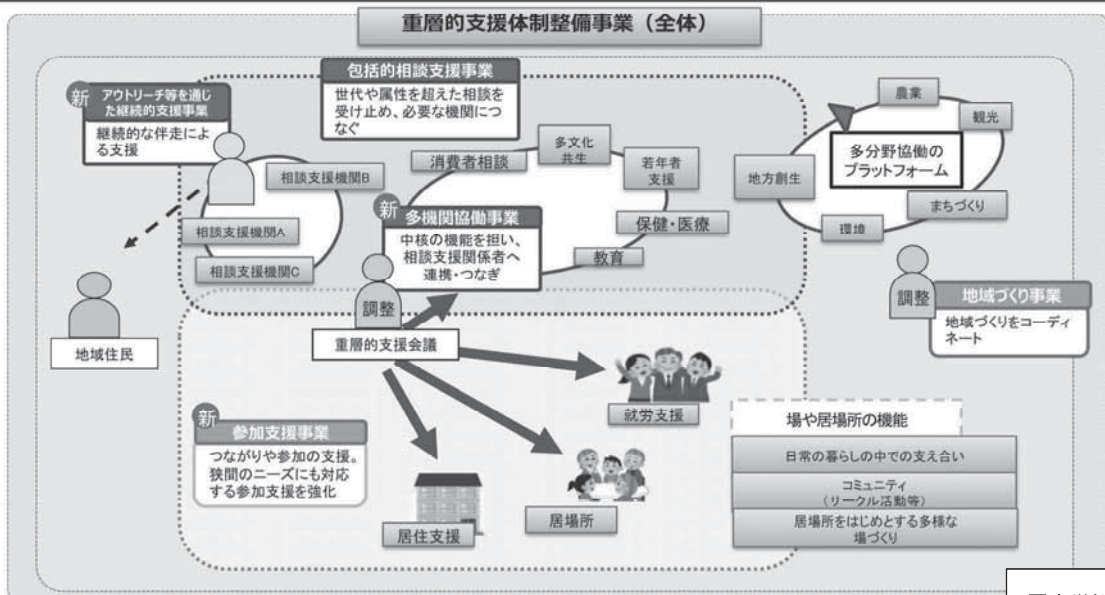 重層的支援体制整備事業（全体）
新
アウトリーチ等を通じ
た継続的支援事業
継続的な伴走によ
る支援
包括的相談支援事業
世代や属性を超えた相談を
受け止め、必要な機関につ
なぐ
相談支援機関B
相談支援機関A
相談支援機関C
消費者相談
多文化
共生
若年者
支援
保健・医療
教育
新
多機関協働事業
中核の機能を担い、
相談支援関係者へ
連携・つなぎ
農業
観光
多分野協働の
プラットフォーム
地方創生
まちづくり
環境
調整
地域づくり事業
地域づくりをコーディ
ネート
調整
重層的支援会議
地域住民
新
参加支援事業
つながりや参加の支援。
狭間のニーズにも対応
する参加支援を強化
就労支援
居場所
居住支援
場や居場所の機能
日常の暮らしの中での支え合い
コミュニティ
（リークル活動等）
居場所をはじめとする多様な
場づくり